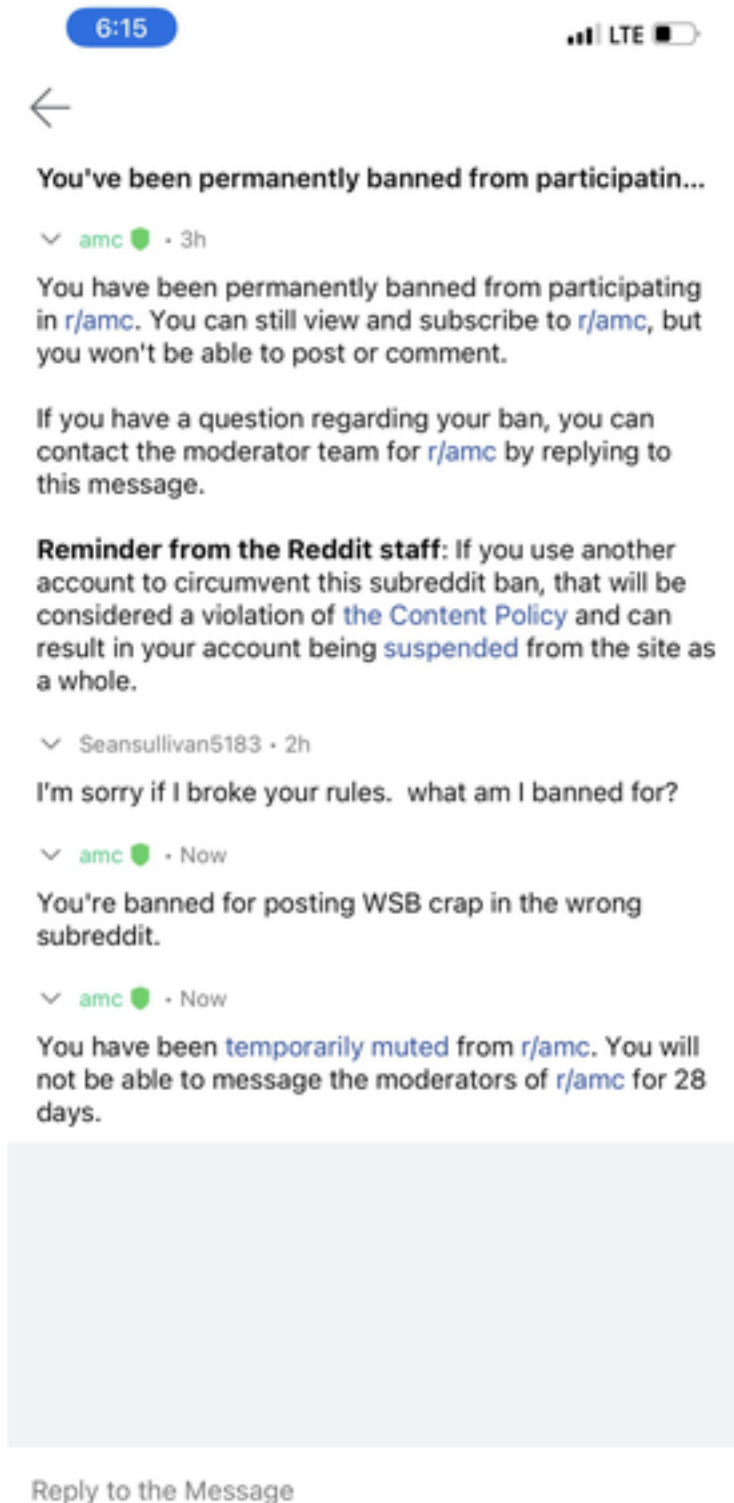 6:15
LTE
You've been permanently banned from participatin...
amc • 3h
You have been permanently banned from participating
in r/amc. You can still view and subscribe to r/amc, but
you won't be able to post or comment.
If you have a question regarding your ban, you can
contact the moderator team for r/amc by replying to
this message.
Reminder from the Reddit staff: If you use another
account to circumvent this subreddit ban, that will be
considered a violation of the Content Policy and can
result in your account being suspended from the site as
a whole.
Seansullivan5183 • 2h
I'm sorry if I broke your rules.  what am I banned for?
amc • Now
You're banned for posting WSB crap in the wrong
subreddit.
amc • Now
You have been temporarily muted from r/amc. You will
not be able to message the moderators of r/amc for 28
days.
Reply to the Message